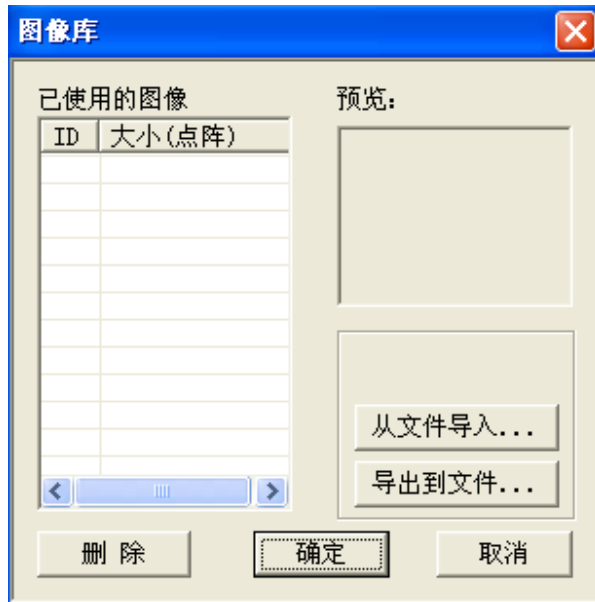 图像库
已使用的图像
预览:
ID 大小(点阵)
从文件导入...
导出到文件...
删 除
确定
取消